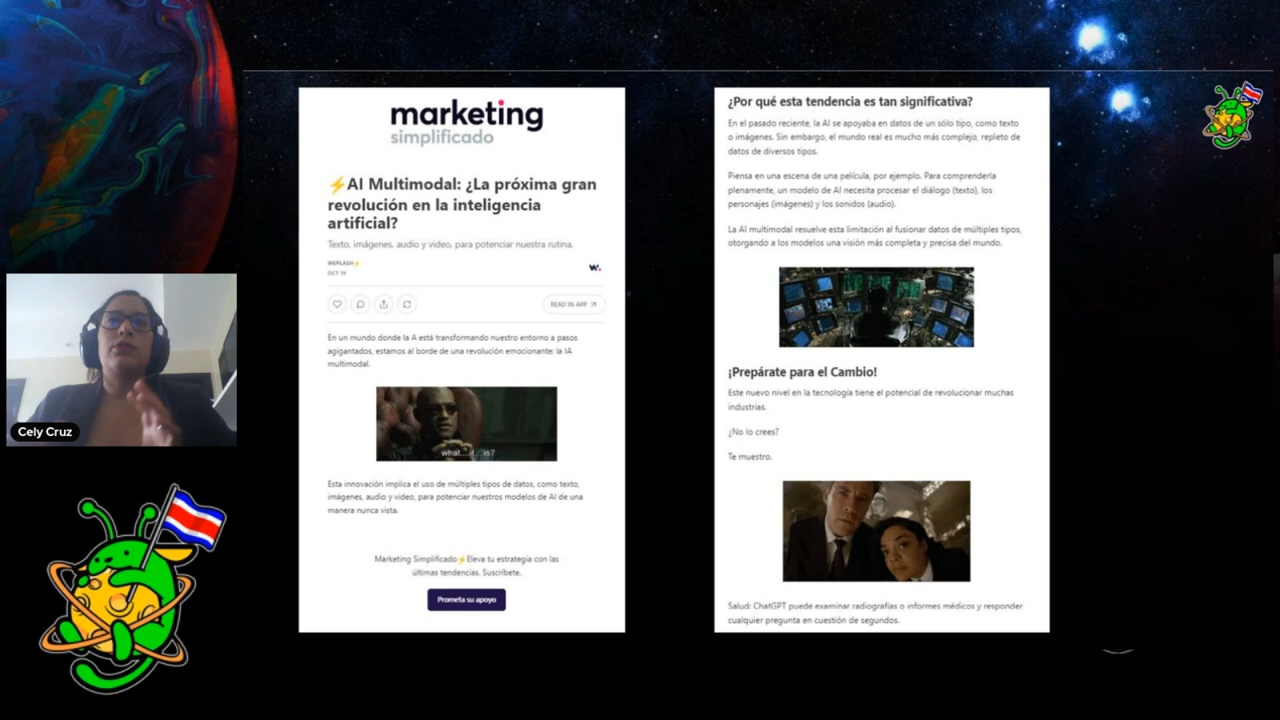 marketing
simplificado
⚡AI Multimodal: ¿La próxima gran
revolución en la inteligencia
artificial?
Texto, imágenes, audio y video, para potenciar nuestra rutina.
WEFLASH⚡
OCT 19
READ IN APP
En un mundo donde la A está transformando nuestro entorno a pasos
agigantados, estamos al borde de una revolución emocionante: la IA
multimodal.
what....it...is?
Esta innovación implica el uso de múltiples tipos de datos, como texto,
imágenes, audio y video, para potenciar nuestros modelos de AI de una
manera nunca vista.
Marketing Simplificado⚡Eleva tu estrategia con las
últimas tendencias. Suscríbete.
Prometa su apoyo
¿Por qué esta tendencia es tan significativa?
En el pasado reciente, la AI se apoyaba en datos de un sólo tipo, como texto
o imágenes. Sin embargo, el mundo real es mucho más complejo, repleto de
datos de diversos tipos.
Piensa en una escena de una película, por ejemplo. Para comprenderla
plenamente, un modelo de AI necesita procesar el diálogo (texto), los
personajes (imágenes) y los sonidos (audio).
La AI multimodal resuelve esta limitación al fusionar datos de múltiples tipos,
otorgando a los modelos una visión más completa y precisa del mundo.
¡Prepárate para el Cambio!
Este nuevo nivel en la tecnología tiene el potencial de revolucionar muchas
industrias.
¿No lo crees?
Te muestro.
Salud: ChatGPT puede examinar radiografías o informes médicos y responder
cualquier pregunta en cuestión de segundos.
Cely Cruz